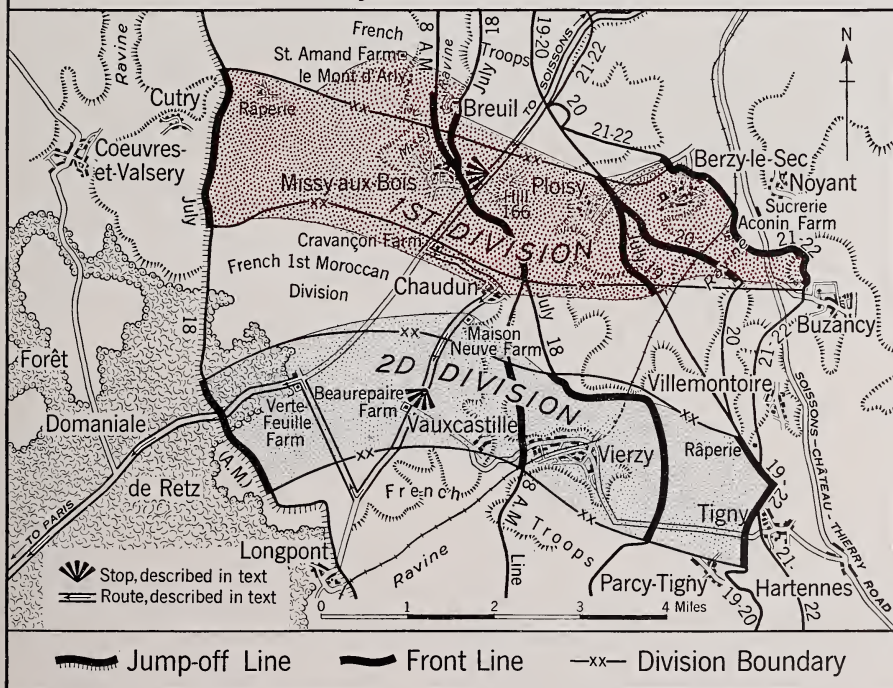 French
St. Amand Farm
le Mont d'Arly
8 A.M.
18
July
Troops
19-20
TO SOISSONS
21-22
N
Ravine
Cutry
Râperie
Breuil
20
21-22
Coeuvres-
et-Valsery
Missy-aux-Bois
Hill
166
Ploisy
Berzy-le-Sec
Noyant
Sucrerie
Aconin Farm
21-22
July
1ST DIVISION
Cravançon Farm
French 1st Moroccan
Division
Chaudun
July 19
20
Buzancy
18
July
18
20
21-22
Forêt
Maison
Neuve Farm
2D DIVISION
Villemontoire
SOISSONS-CHÂTEAU-THIERRY ROAD
Domaniale
Verte-
Feuille
Farm
Beaurepaire
Farm
Vauxcastille
Râperie
Vierzy
(A.M.)
de Retz
French
Troops
19-22
Tigny
TO PARIS
Longpont
Ravine
8 A M
Line
Parcy-Tigny
19-20
21-22
Hartennes
Stop, described in text
Route, described in text
0 1 2 3 4 Miles
Jump-off Line Front Line xx Division Boundary